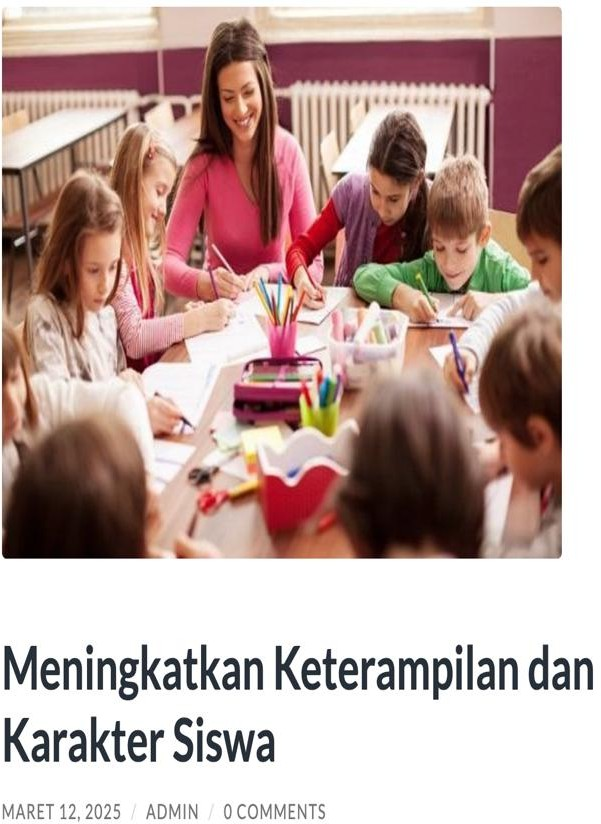 Meningkatkan Keterampilan dan
Karakter Siswa
MARET 12, 2025 / ADMIN / 0 COMMENTS